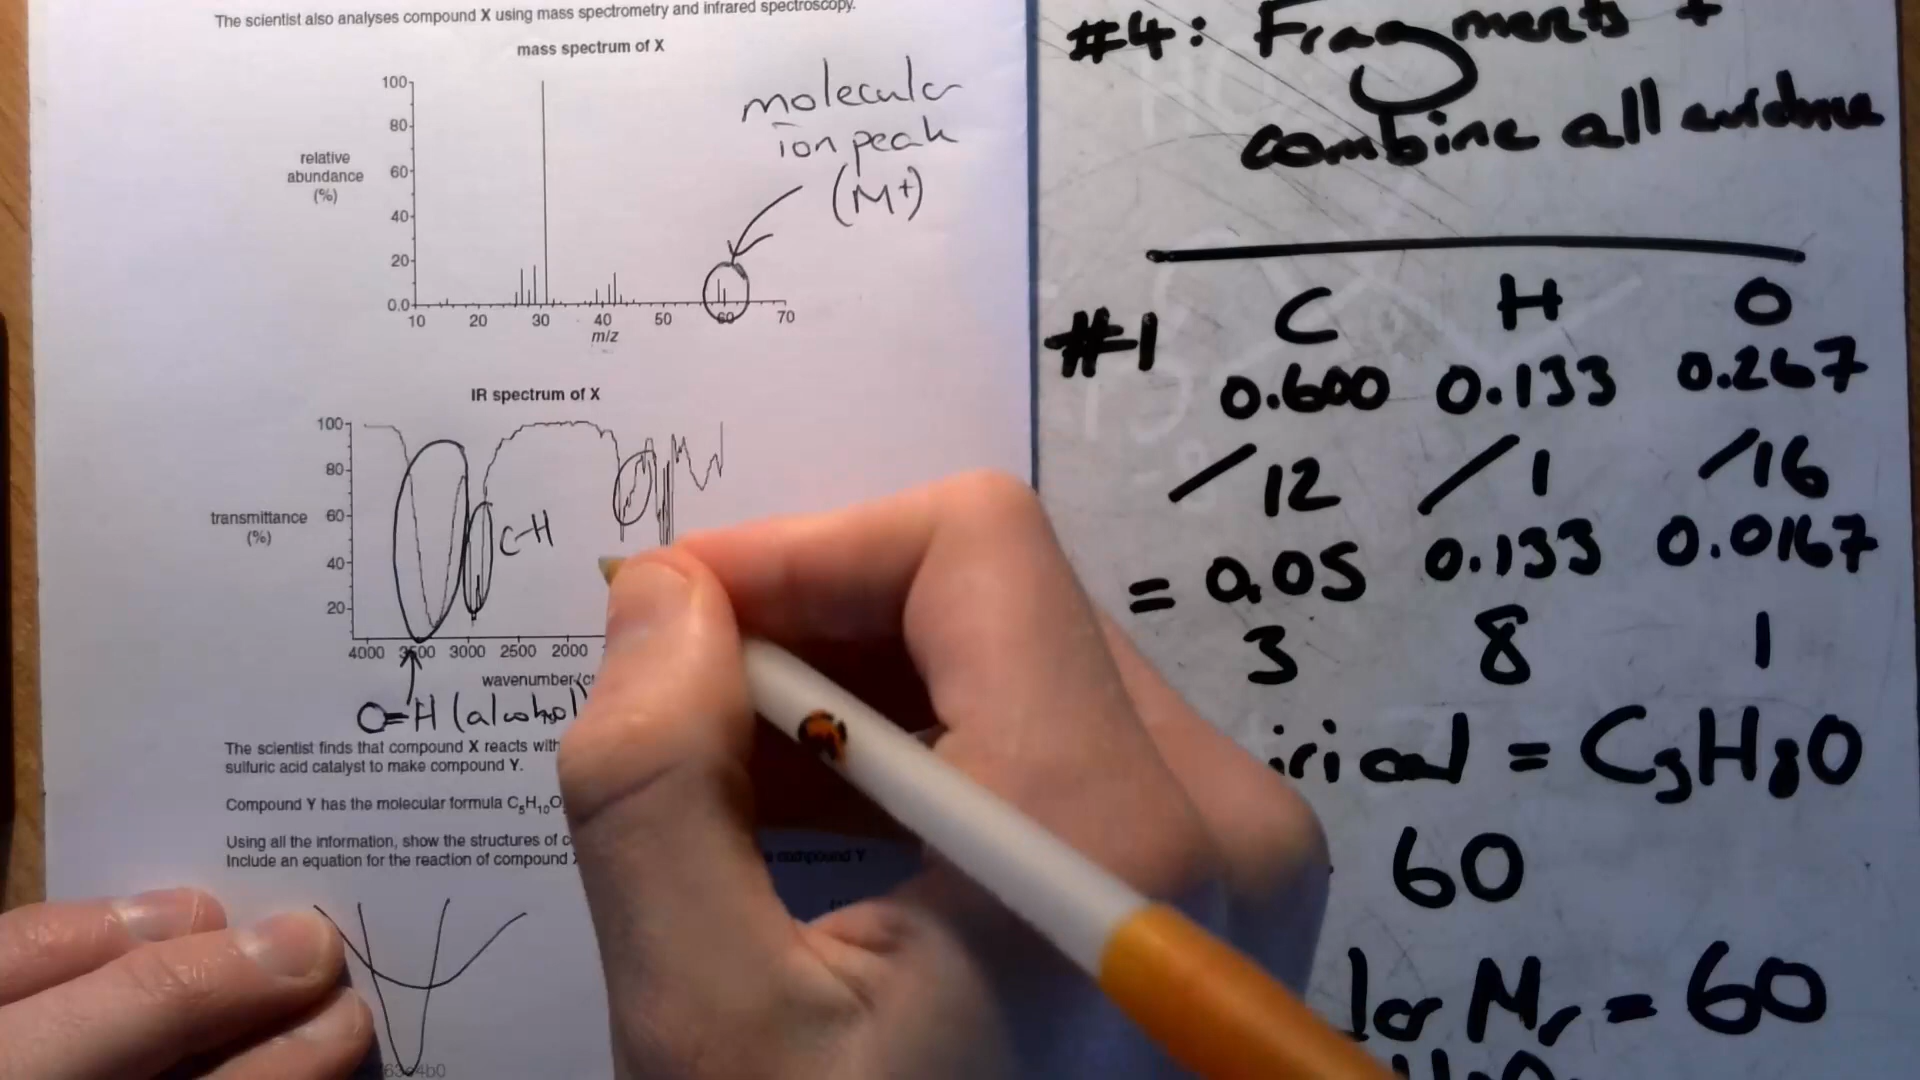 The scientist also analyses compound X using mass spectrometry and infrared spectroscopy.
mass spectrum of X
100
80
60
40
20
0.0
relative
abundance
(%)
10 20 30 40 50 60 70
m/z
molecular
ion peak
(M+)
IR spectrum of X
100
80
60
40
20
transmittance
(%)
C-H
4000 3500 3000 2500 2000
wavenumber/
O-H (alcohol)
The scientist finds that compound X reacts with
sulfuric acid catalyst to make compound Y.
Compound Y has the molecular formula C5H10O
Using all the information, show the structures of
Include an equation for the reaction of compound
compound Y
#4: Fragments +
combine all evidence
#1 C H O
0.600 0.133 0.267
/12 /1 /16
= 0.05 0.133 0.0167
3 8 1
irical = C3H8O
60
lar Mr = 60